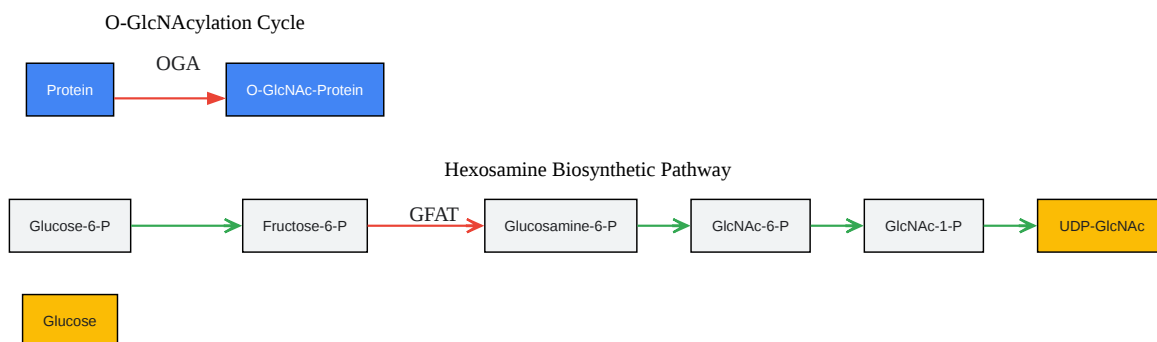 O-GlcNAcylation Cycle
OGA
Protein
O-GlcNAc-Protein
Hexosamine Biosynthetic Pathway
GFAT
Glucose-6-P
Fructose-6-P
Glucosamine-6-P
GlcNAc-6-P
GlcNAc-1-P
UDP-GlcNAc
Glucose